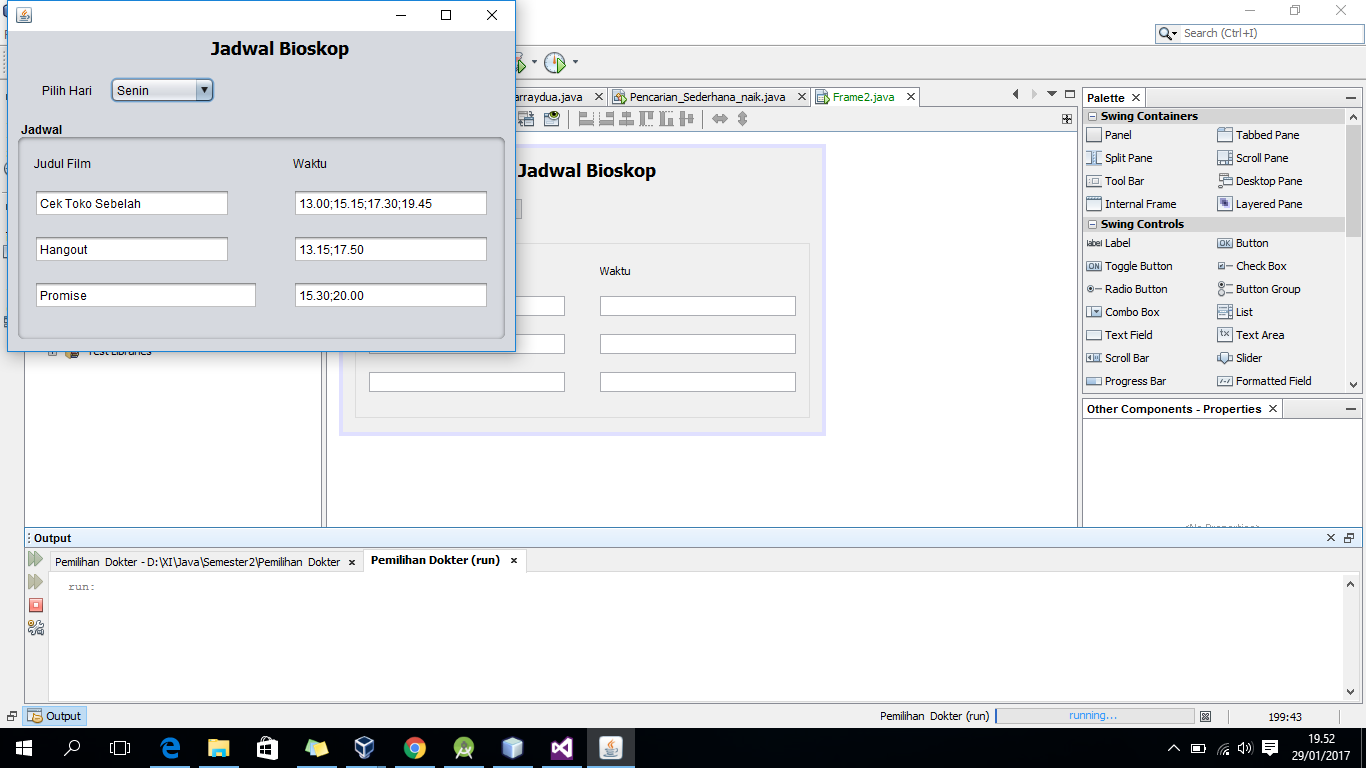 Jadwal Bioskop
Pilih Hari
Senin
Jadwal
Judul Film
Waktu
Cek Toko Sebelah
13.00;15.15;17.30;19.45
Hangout
13.15;17.50
Promise
15.30;20.00
Search (Ctrl+I)
arraydua.java
Pencarian_Sederhana_naik.java
Frame2.java
Jadwal Bioskop
Waktu
Test Libraries
Palette
Swing Containers
Panel
Tabbed Pane
Split Pane
Scroll Pane
Tool Bar
Desktop Pane
Internal Frame
Layered Pane
Swing Controls
label Label
OK Button
ON Toggle Button
Check Box
Radio Button
Button Group
Combo Box
List
Text Field
Text Area
Scroll Bar
Slider
Progress Bar
Formatted Field
Other Components - Properties
<No Properties>
Output
Pemilihan Dokter - D:\XI\Java\Semester2\Pemilihan Dokter
Pemilihan Dokter (run)
run:
Output
Pemilihan Dokter (run)
running...
199:43
19.52
29/01/2017